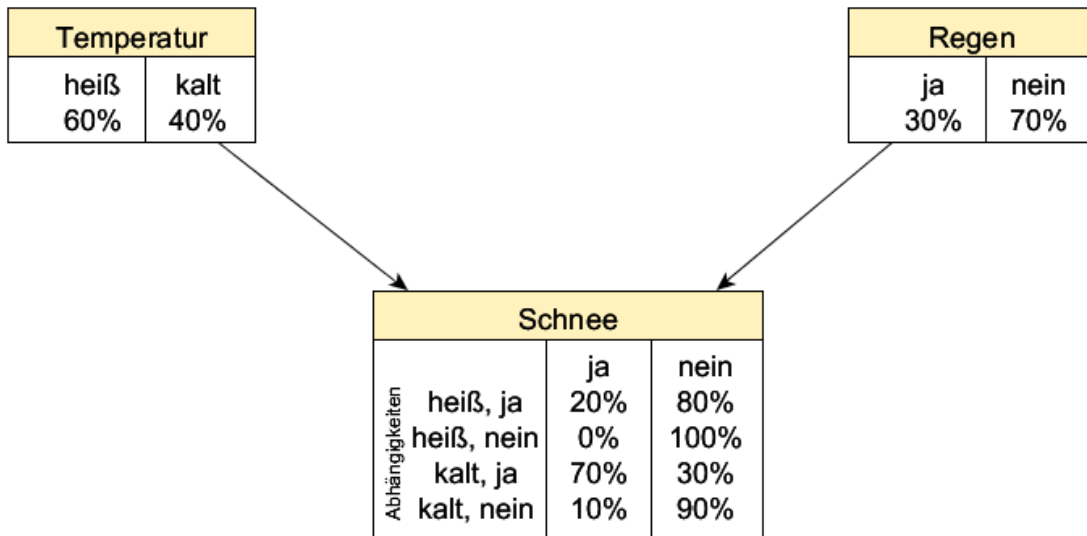 Temperatur
heiß kalt
60% 40%
Regen
ja nein
30% 70%
Schnee
ja nein
Abhängigkeiten
heiß, ja 20% 80%
heiß, nein 0% 100%
kalt, ja 70% 30%
kalt, nein 10% 90%